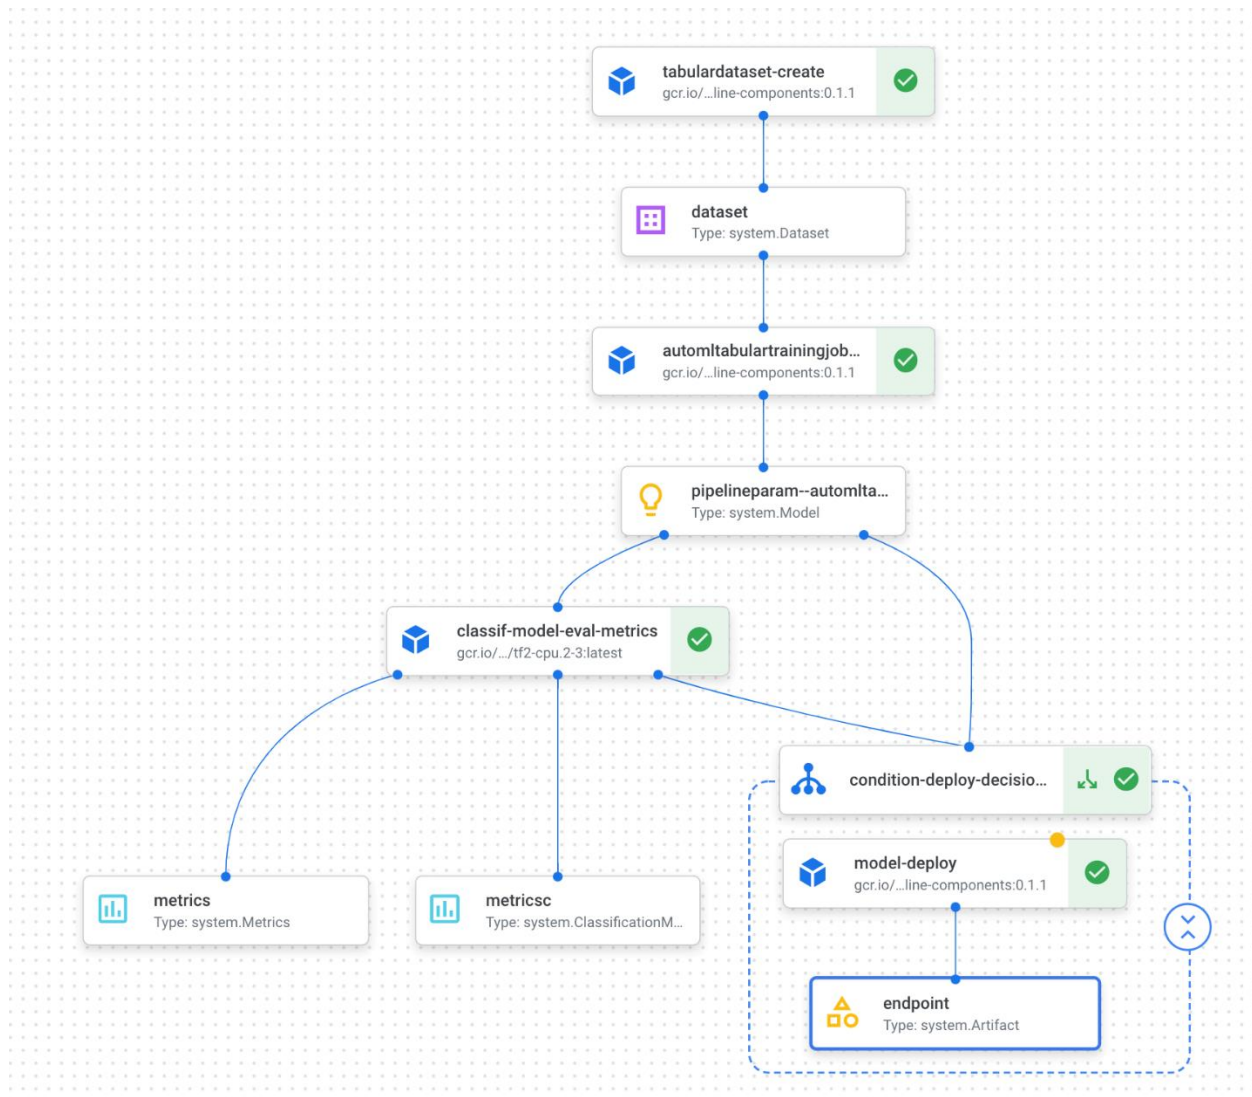 tabulardataset-create
gcr.io/...line-components:0.1.1
dataset
Type: system.Dataset
automltabulartrainingjob...
gcr.io/...line-components:0.1.1
pipelineparam--automlta...
Type: system.Model
classif-model-eval-metrics
gcr.io/.../tf2-cpu.2-3:latest
condition-deploy-decisio...
model-deploy
gcr.io/...line-components:0.1.1
metrics
Type: system.Metrics
metricsc
Type: system.ClassificationM...
endpoint
Type: system.Artifact